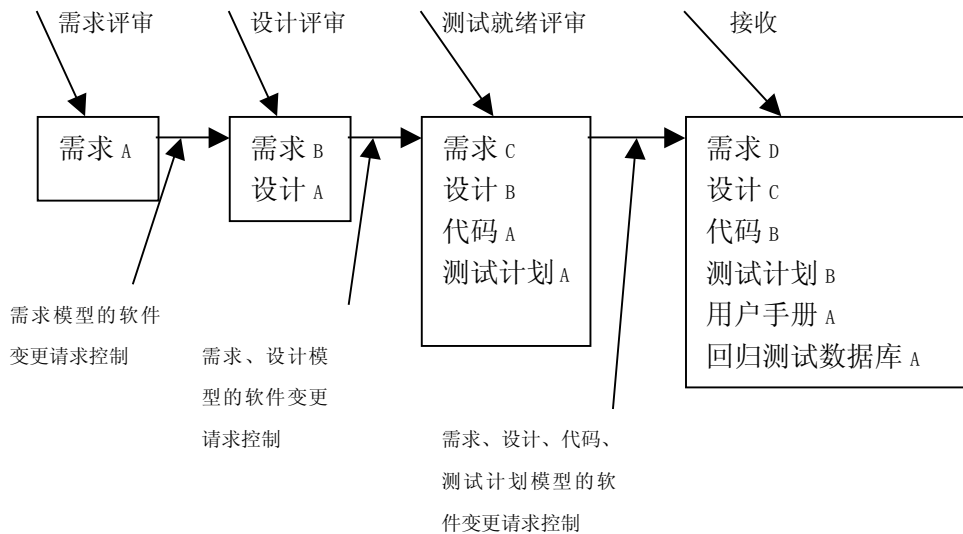 需求评审
设计评审
测试就绪评审
接收
需求 A
需求 B
设计 A
需求 C
设计 B
代码 A
测试计划 A
需求 D
设计 C
代码 B
测试计划 B
用户手册 A
回归测试数据库 A
需求模型的软件
变更请求控制
需求、设计模
型的软件变更
请求控制
需求、设计、代码、
测试计划模型的软
件变更请求控制